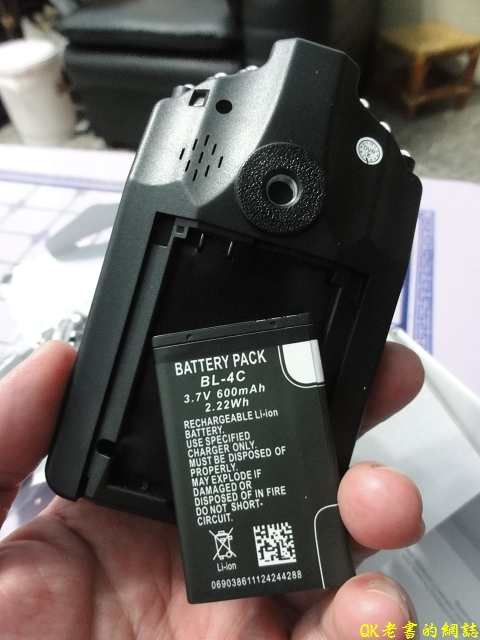 BATTERY PACK
BL-4C
3.7V 600mAh
2.22Wh
RECHARGEABLE Li-ion
BATTERY.
USE SPECIFIED
CHARGER ONLY.
MUST BE DISPOSED OF
PROPERLY.
MAY EXPLODE IF
DAMAGED OR
DISPOSED OF IN FIRE
DO NOT SHORT-
CIRCUIT.
Li-ion
069038611124244288
QK老書的網誌